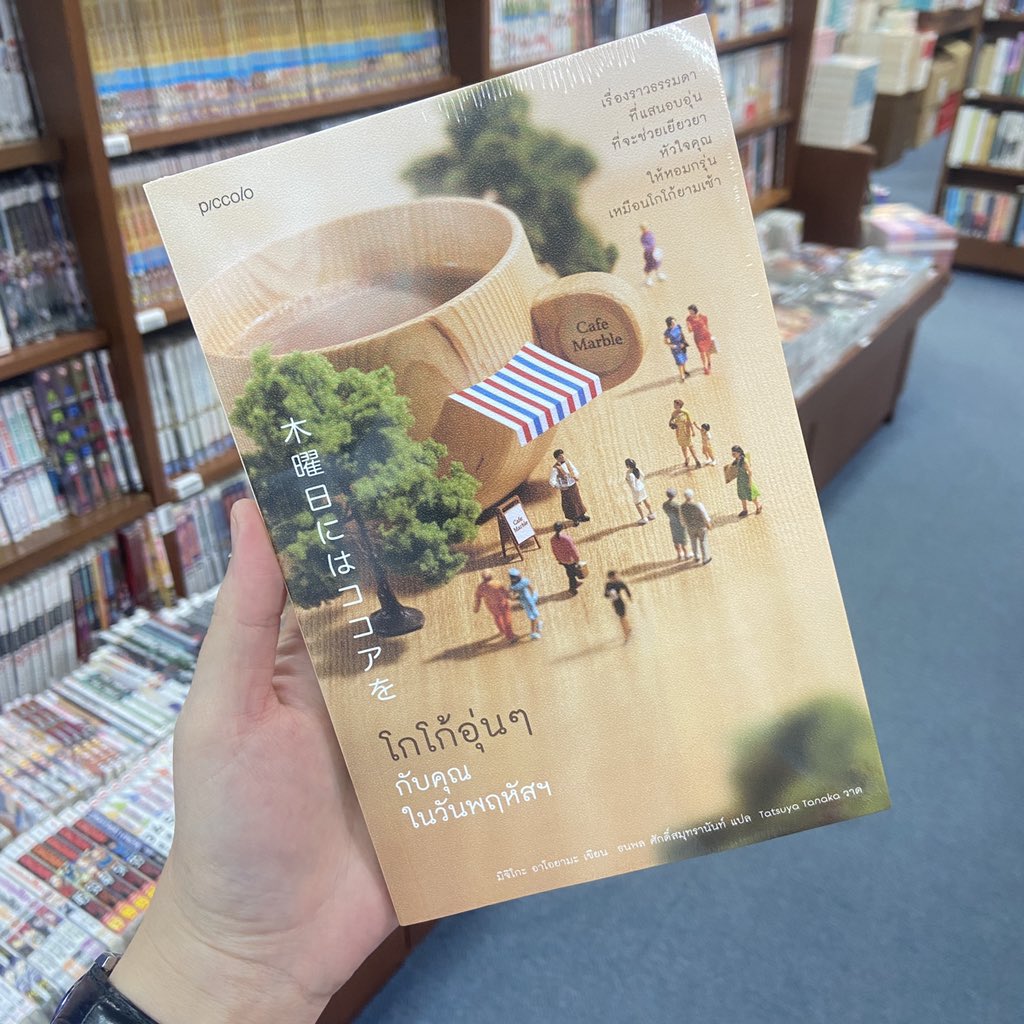 piccolo
เรื่องราวธรรมดา
ที่แสนอบอุ่น
ที่จะช่วยเยียวยา
หัวใจคุณ
ให้หอมกรุ่น
เหมือนโกโก้ยามเช้า
Cafe
Marble
木曜日にはココアを
Cafe
Marble
โกโก้อุ่นๆ
กับคุณ
ในวันพฤหัสฯ
มิจิโกะ อาโอยามะ เขียน ธนพล ศักดิ์สมุทรานันท์ แปล Tatsuya Tanaka วาด